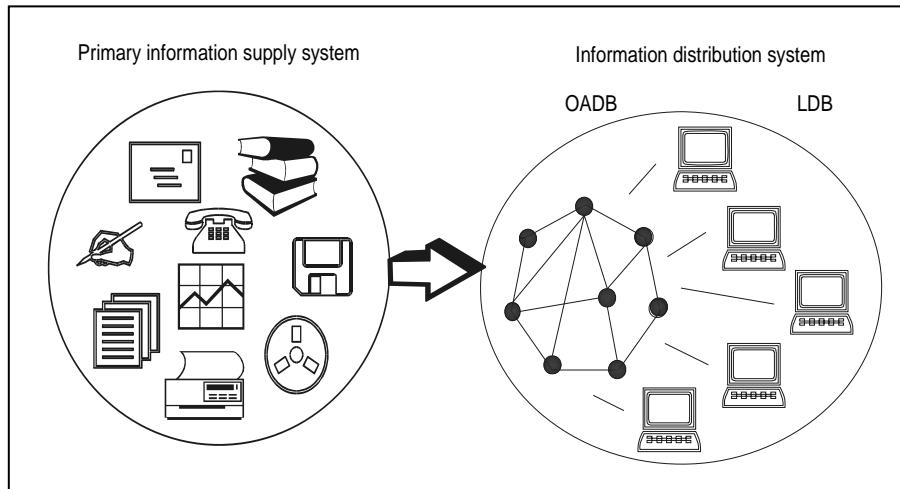 Primary information supply system
Information distribution system
OADB
LDB